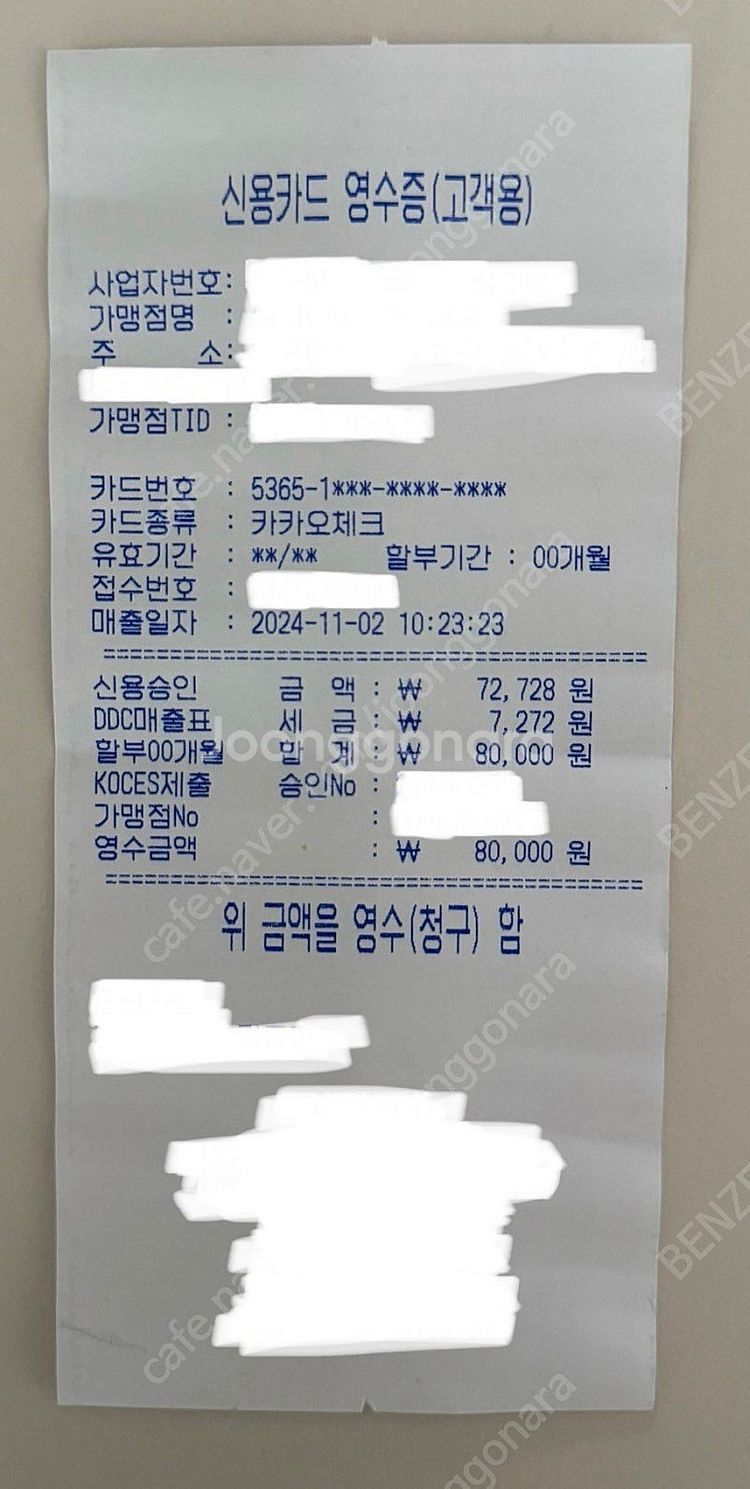 신용카드 영수증(고객용)
사업자번호:
가맹점명 :
주 소:
가맹점TID :
카드번호 : 5365-1***-****-****
카드종류 : 카카오체크
유효기간 : **/** 할부기간 : 00개월
접수번호 :
매출일자 : 2024-11-02 10:23:23
신용승인 금 액 : ₩ 72,728 원
DDC매출표 세 금 : ₩ 7,272 원
할부00개월 합 계 : ₩ 80,000 원
KOCES제출 승인No :
가맹점No :
영수금액 : ₩ 80,000 원
위 금액을 영수(청구) 함
joonggonara
cafe.naver.
joonggonara
BENZE